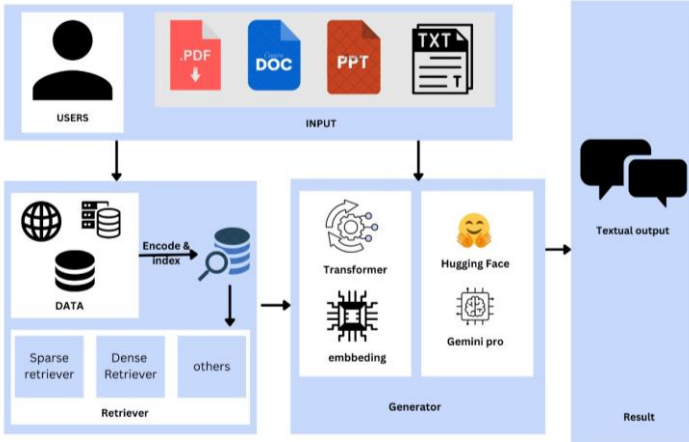 .PDF
DOC
PPT
TXT
T
USERS
INPUT
Encode &
index
DATA
Sparse
retriever
Dense
Retriever
others
Retriever
Transformer
embbeding
Hugging Face
Gemini pro
Generator
Textual output
Result